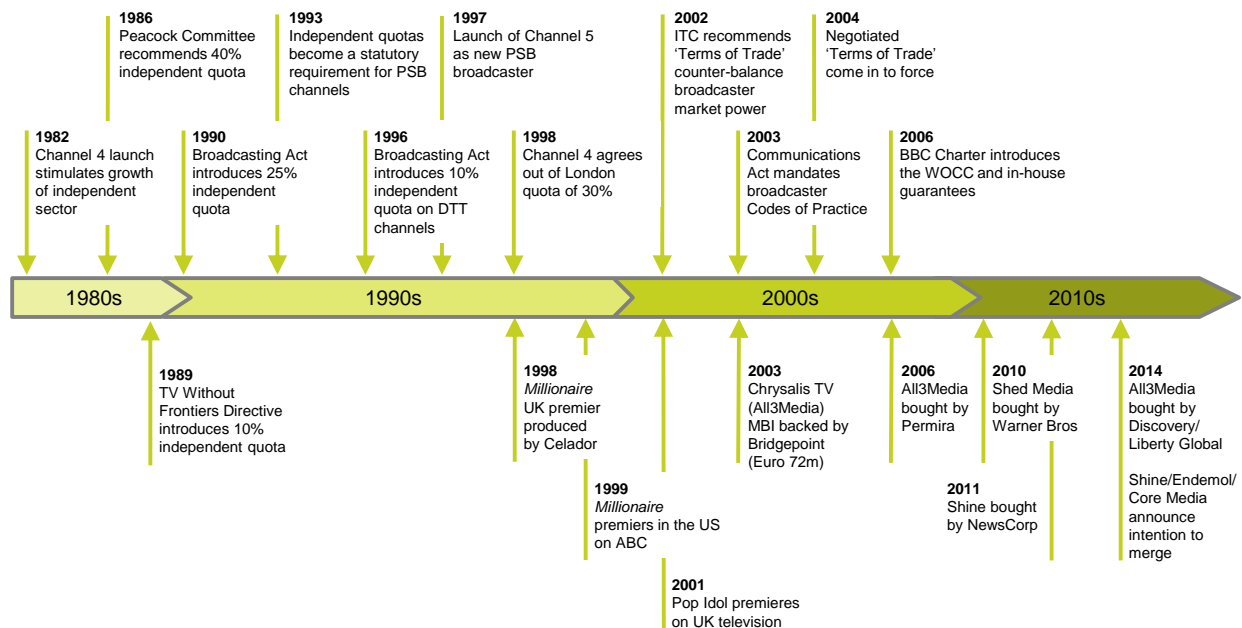 1986
Peacock Committee
recommends 40%
independent quota
1993
Independent quotas
become a statutory
requirement for PSB
channels
1997
Launch of Channel 5
as new PSB
broadcaster
2002
ITC recommends
‘Terms of Trade’
counter-balance
broadcaster
market power
2004
Negotiated
‘Terms of Trade’
come in to force
1982
Channel 4 launch
stimulates growth
of independent
sector
1990
Broadcasting Act
introduces 25%
independent
quota
1996
Broadcasting Act
introduces 10%
independent
quota on DTT
channels
1998
Channel 4 agrees
out of London
quota of 30%
2003
Communications
Act mandates
broadcaster
Codes of Practice
2006
BBC Charter introduces
the WOCC and in-house
guarantees
1980s
1990s
2000s
2010s
1989
TV Without
Frontiers Directive
introduces 10%
independent quota
1998
Millionaire
UK premier
produced
by Celador
2003
Chrysalis TV
(All3Media)
MBI backed by
Bridgepoint
(Euro 72m)
2006
All3Media
bought by
Permira
2010
Shed Media
bought by
Warner Bros
2014
All3Media
bought by
Discovery/
Liberty Global
Shine/Endemol/
Core Media
announce
intention to
merge
1999
Millionaire
premiers in the US
on ABC
2011
Shine bought
by NewsCorp
2001
Pop Idol premieres
on UK television